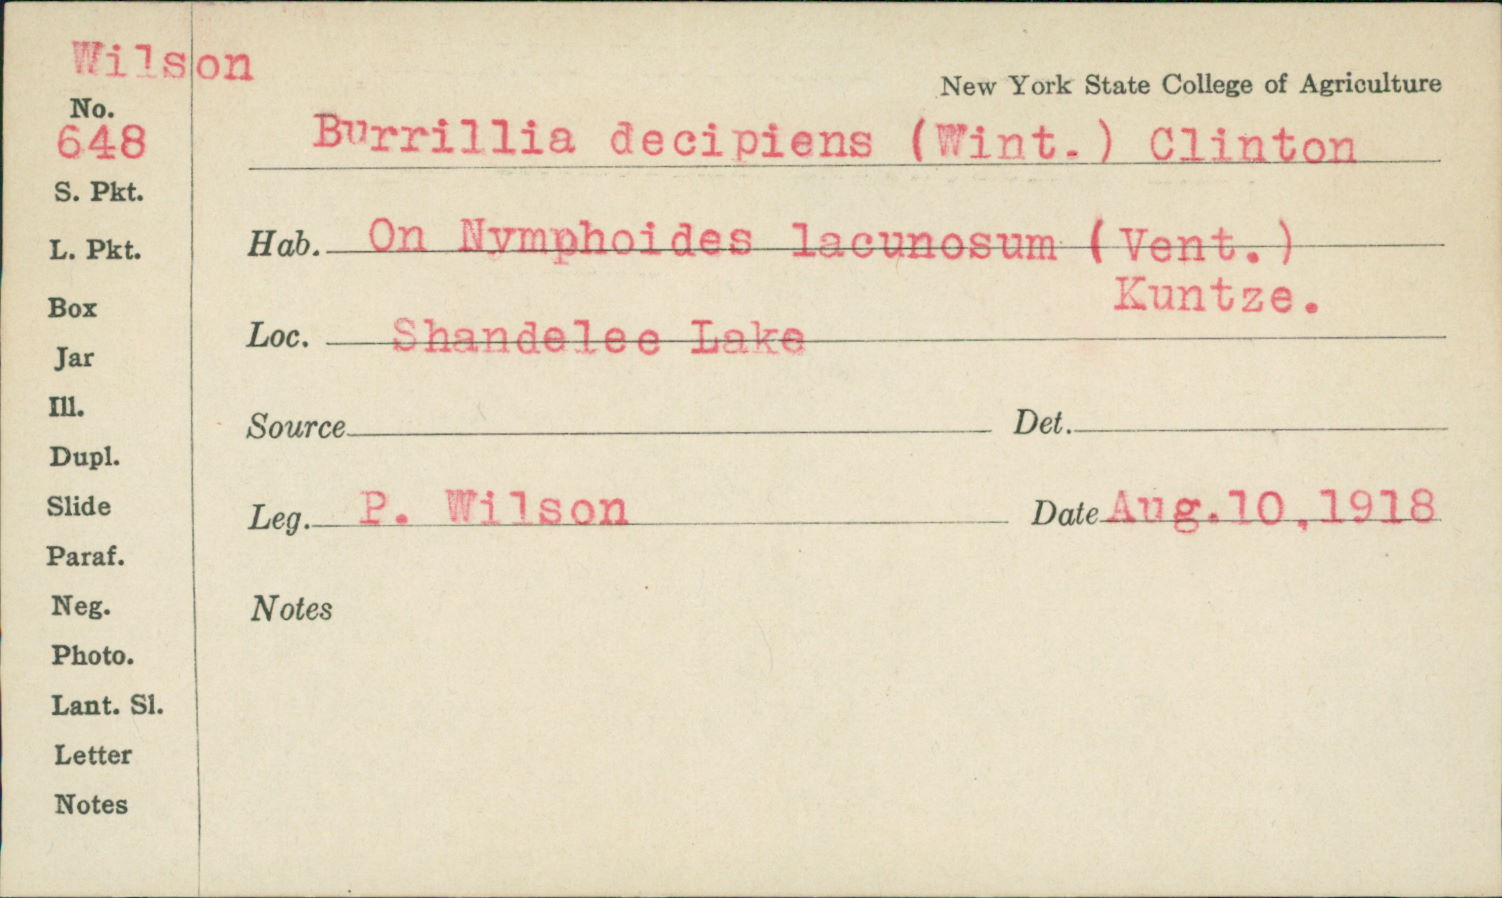 Wilson
New York State College of Agriculture
No.
648
Burrillia decipiens (Wint.) Clinton
S. Pkt.
Hab. On Nymphoides lacunosum (Vent.)
Kuntze.
L. Pkt.
Box
Loc. Shandelee Lake
Jar
Ill.
Source Det.
Dupl.
Slide
Leg. P. Wilson Date Aug.10,1918
Paraf.
Neg.
Notes
Photo.
Lant. Sl.
Letter
Notes